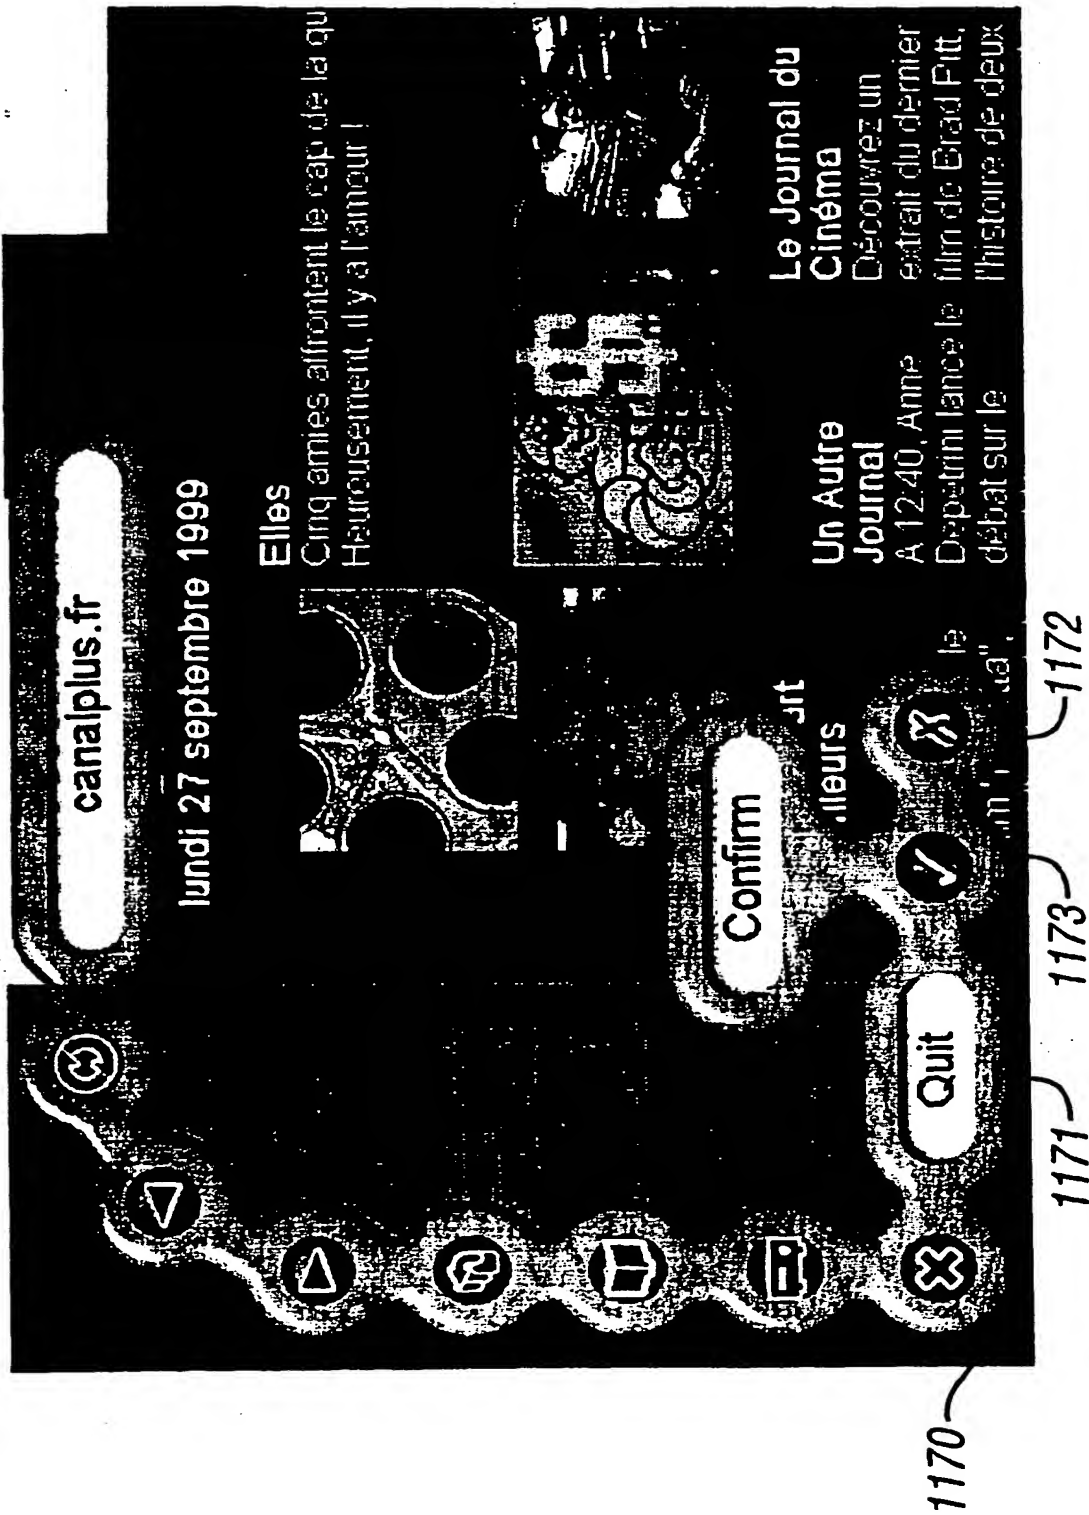 canalplus.fr
lundi 27 septembre 1999
Elles
Cinq amies affrontent le cap de la qu
Heureusement, il y a l'amour !
Confirm
Quit
Un Autre
Journal
A 12:40, Anne
Depetrini lance le
débat sur le
Le Journal du
Cinéma
Découvrez un
extrait du dernier
film de Brad Pitt,
l'histoire de deux
lleurs
le
1170
1171
1173
1172